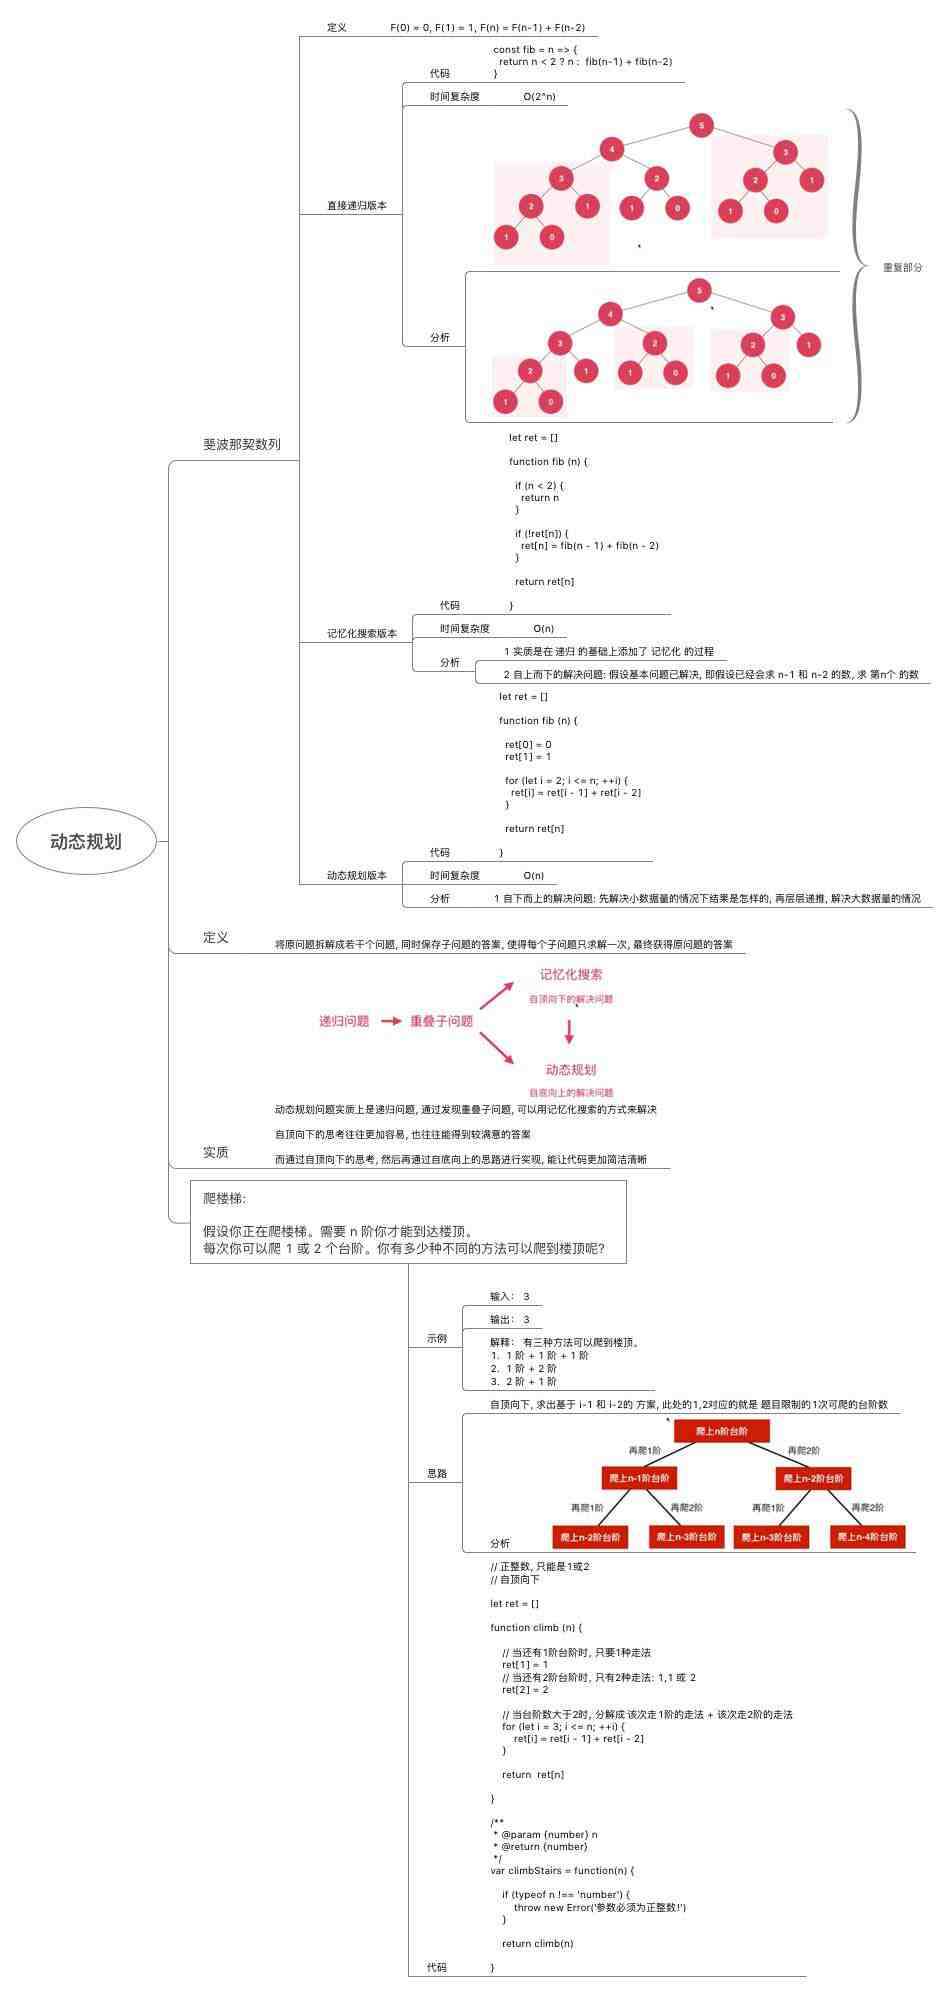 定义
F(0) = 0, F(1) = 1, F(n) = F(n-1) + F(n-2)
const fib = n => {
return n < 2 ? n : fib(n-1) + fib(n-2)
代码
}
时间复杂度
O(2^n)
5
4
3
3
2
2
1
2
1
1
0
1
0
1
0
直接递归版本
重复部分
5
4
3
分析
3
2
2
1
2
1
1
0
1
0
1
0
let ret = []
斐波那契数列
function fib (n) {
if (n < 2) {
return n
}
if (!ret[n]) {
ret[n] = fib(n - 1) + fib(n - 2)
}
return ret[n]
代码
}
时间复杂度
O(n)
记忆化搜索版本
1 实质是在 递归 的基础上添加了 记忆化 的过程
分析
2 自上而下的解决问题: 假设基本问题已解决, 即假设已经会求 n-1 和 n-2 的数, 求 第n个 的数
let ret = []
function fib (n) {
ret[0] = 0
ret[1] = 1
for (let i = 2; i <= n; ++i) {
ret[i] = ret[i - 1] + ret[i - 2]
}
return ret[n]
动态规划
代码
}
动态规划版本
时间复杂度
O(n)
分析
1 自下而上的解决问题: 先解决小数据量的情况下结果是怎样的, 再层层递推, 解决大数据量的情况
定义
将原问题拆解成若干个问题, 同时保存子问题的答案, 使得每个子问题只求解一次, 最终获得原问题的答案
记忆化搜索
自顶向下的解决问题
递归问题
重叠子问题
动态规划
自底向上的解决问题
动态规划问题实质上是递归问题, 通过发现重叠子问题, 可以用记忆化搜索的方式来解决
自顶向下的思考往往更加容易, 也往往能得到较满意的答案
实质
而通过自顶向下的思考, 然后再通过自底向上的思路进行实现, 能让代码更加简洁清晰
爬楼梯:
假设你正在爬楼梯。需要 n 阶你才能到达楼顶。
每次你可以爬 1 或 2 个台阶。你有多少种不同的方法可以爬到楼顶呢?
输入: 3
输出: 3
示例
解释: 有三种方法可以爬到楼顶。
1. 1 阶 + 1 阶 + 1 阶
2. 1 阶 + 2 阶
3. 2 阶 + 1 阶
自顶向下, 求出基于 i-1 和 i-2的 方案, 此处的1,2对应的就是 题目限制的1次可爬的台阶数
爬上n阶台阶
再爬1阶
再爬2阶
思路
爬上n-1阶台阶
爬上n-2阶台阶
再爬1阶
再爬2阶
再爬1阶
再爬2阶
爬上n-2阶台阶
爬上n-3阶台阶
爬上n-3阶台阶
爬上n-4阶台阶
分析
// 正整数, 只能是1或2
// 自顶向下
let ret = []
function climb (n) {
// 当还有1阶台阶时, 只要1种走法
ret[1] = 1
// 当还有2阶台阶时, 只有2种走法: 1,1 或 2
ret[2] = 2
// 当台阶数大于2时, 分解成 该次走1阶的走法 + 该次走2阶的走法
for (let i = 3; i <= n; ++i) {
ret[i] = ret[i - 1] + ret[i - 2]
}
return ret[n]
}
/**
* @param {number} n
* @return {number}
*/
var climbStairs = function(n) {
if (typeof n !== 'number') {
throw new Error('参数必须为正整数!')
}
return climb(n)
代码
}